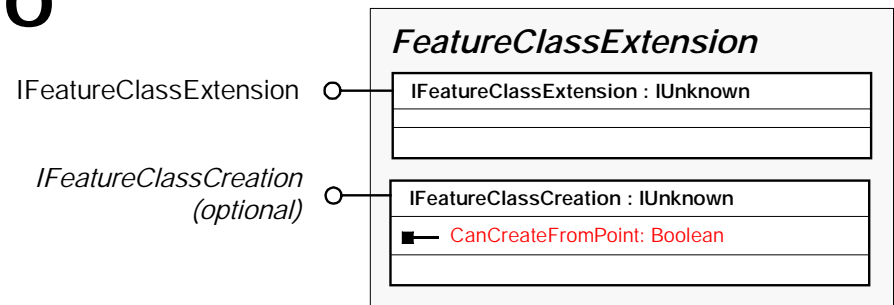 FeatureClassExtension
IFeatureClassExtension
IFeatureClassExtension : IUnknown
IFeatureClassCreation
(optional)
IFeatureClassCreation : IUnknown
CanCreateFromPoint: Boolean